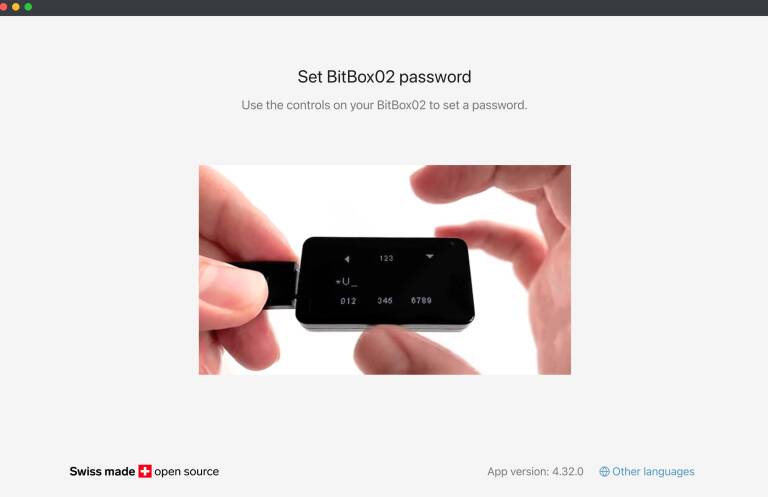 Set BitBox02 password
Use the controls on your BitBox02 to set a password.
123
*U_
012 345 6789
Swiss made open source
App version: 4.32.0
Other languages